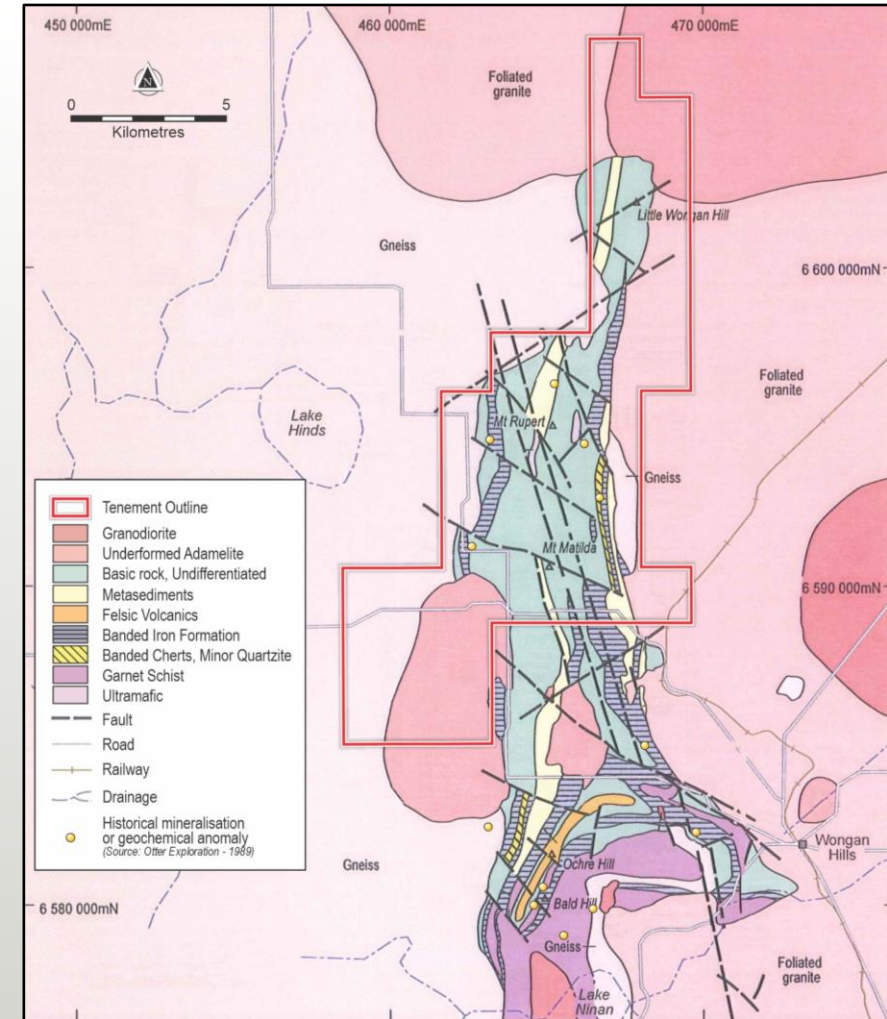 450 000mE
460 000mE
470 000mE
N
0
5
Kilometres
Foliated
granite
Little Wongan Hill
Gneiss
6 600 000mN
Foliated
granite
Lake
Hinds
Mt Rupert
Gneiss
Mt Matilda
6 590 000mN
Tenement Outline
Granodiorite
Underformed Adamelite
Basic rock, Undifferentiated
Metasediments
Felsic Volcanics
Banded Iron Formation
Banded Cherts, Minor Quartzite
Garnet Schist
Ultramafic
Fault
Road
Railway
Drainage
Historical mineralisation
or geochemical anomaly
(Source: Otter Exploration - 1989)
Wongan
Hills
Ochre Hill
Gneiss
Bald Hill
6 580 000mN
Gneiss
Foliated
granite
Lake
Ninan